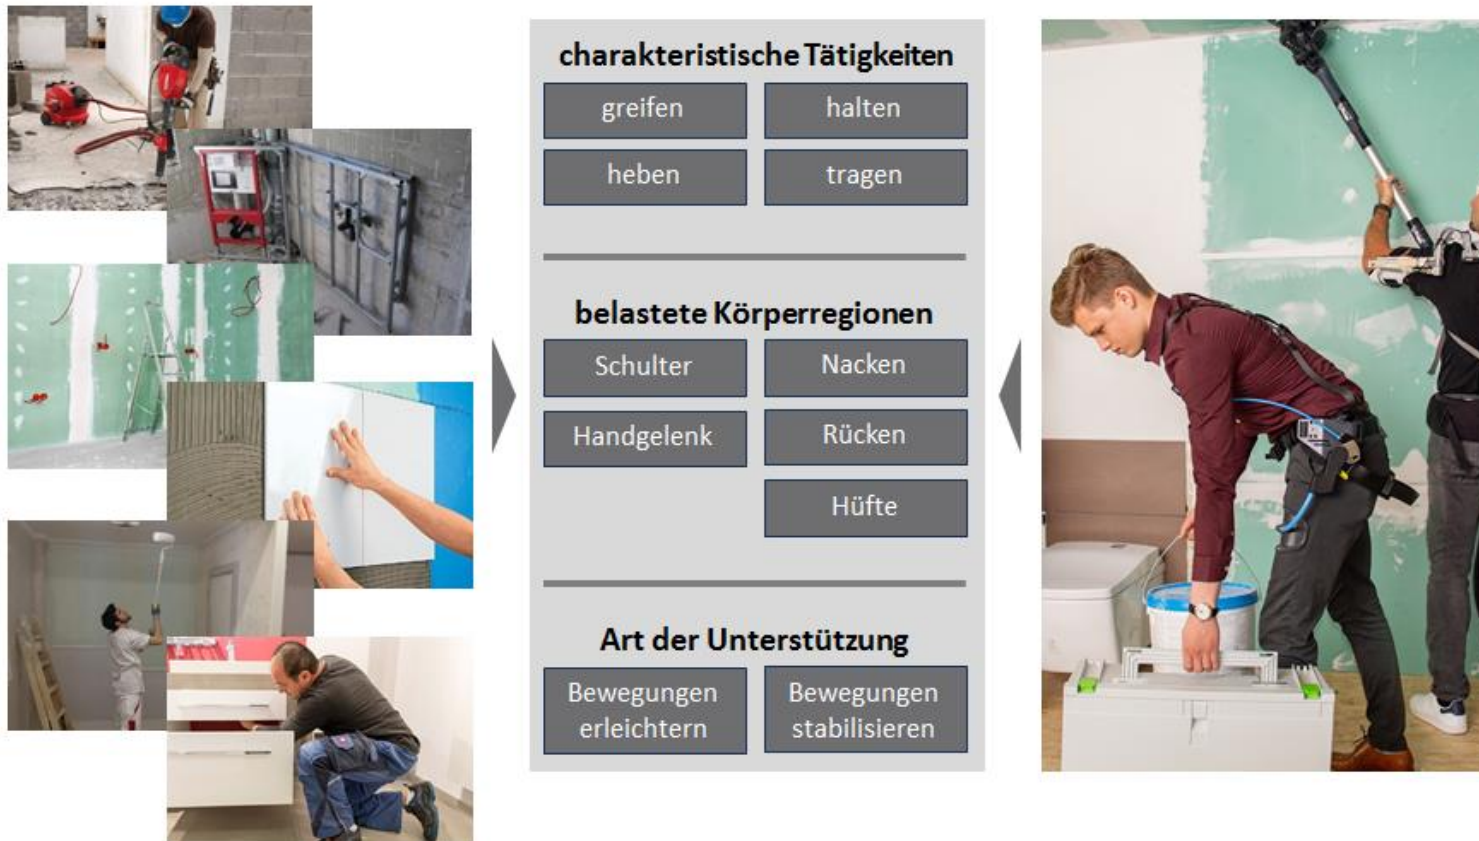 charakteristische Tätigkeiten
greifen
halten
heben
tragen
belastete Körperregionen
Schulter
Nacken
Handgelenk
Rücken
Hüfte
Art der Unterstützung
Bewegungen
erleichtern
Bewegungen
stabilisieren